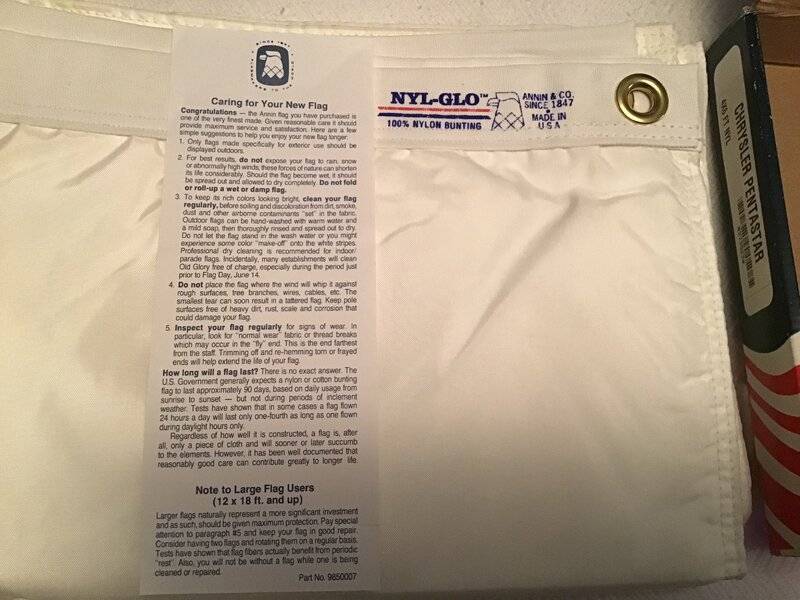 SINCE 1847
Caring for Your New Flag
Congratulations — the Annin flag you have purchased is
one of the very finest made. Given reasonable care it should
provide maximum service and satisfaction. Here are a few
simple suggestions to help you enjoy your new flag longer:
1. Only flags made specifically for exterior use should be
displayed outdoors.
2. For best results, do not expose your flag to rain, snow
or abnormally high winds; these forces of nature can shorten
its life considerably. Should the flag become wet, it should
be spread out and allowed to dry completely. Do not fold
or roll-up a wet or damp flag.
3. To keep its rich colors looking bright, clean your flag
regularly, before soiling and discoloration from dirt, smoke,
dust and other airborne contaminants "set" in the fabric.
Outdoor flags can be hand-washed with warm water and
a mild soap, then thoroughly rinsed and spread out to dry.
Do not let the flag stand in the wash water or you might
experience some color "make-off" onto the white stripes.
Professional dry cleaning is recommended for indoor/
parade flags. Incidentally, many establishments will clean
Old Glory free of charge, especially during the period just
prior to Flag Day, June 14.
4. Do not place the flag where the wind will whip it against
rough surfaces, tree branches, wires, cables, etc. The
smallest tear can soon result in a tattered flag. Keep pole
surfaces free of heavy dirt, rust, scale and corrosion that
could damage your flag.
5. Inspect your flag regularly for signs of wear. In
particular, look for "normal wear" fabric or thread breaks
which may occur in the "fly" end. This is the end farthest
from the staff. Trimming off and re-hemming torn or frayed
ends will help extend the life of your flag.
How long will a flag last? There is no exact answer. The
U.S. Government generally expects a nylon or cotton bunting
flag to last approximately 90 days, based on daily usage from
sunrise to sunset — but not during periods of inclement
weather. Tests have shown that in some cases a flag flown
24 hours a day will last only one-fourth as long as one flown
during daylight hours only.
Regardless of how well it is constructed, a flag is, after
all, only a piece of cloth and will sooner or later succumb
to the elements. However, it has been well documented that
reasonably good care can contribute greatly to longer life.
Note to Large Flag Users
(12 x 18 ft. and up)
Larger flags naturally represent a more significant investment
and as such, should be given maximum protection. Pay special
attention to paragraph #5 and keep your flag in good repair.
Consider having two flags and rotating them on a regular basis.
Tests have shown that flag fibers actually benefit from periodic
"rest". Also, you will not be without a flag while one is being
cleaned or repaired.
Part No. 9850007
NYL-GLO™
100% NYLON BUNTING
ANNIN & CO.
SINCE 1847
MADE IN
U S A
CHRYSLER PENTASTAR
NYL